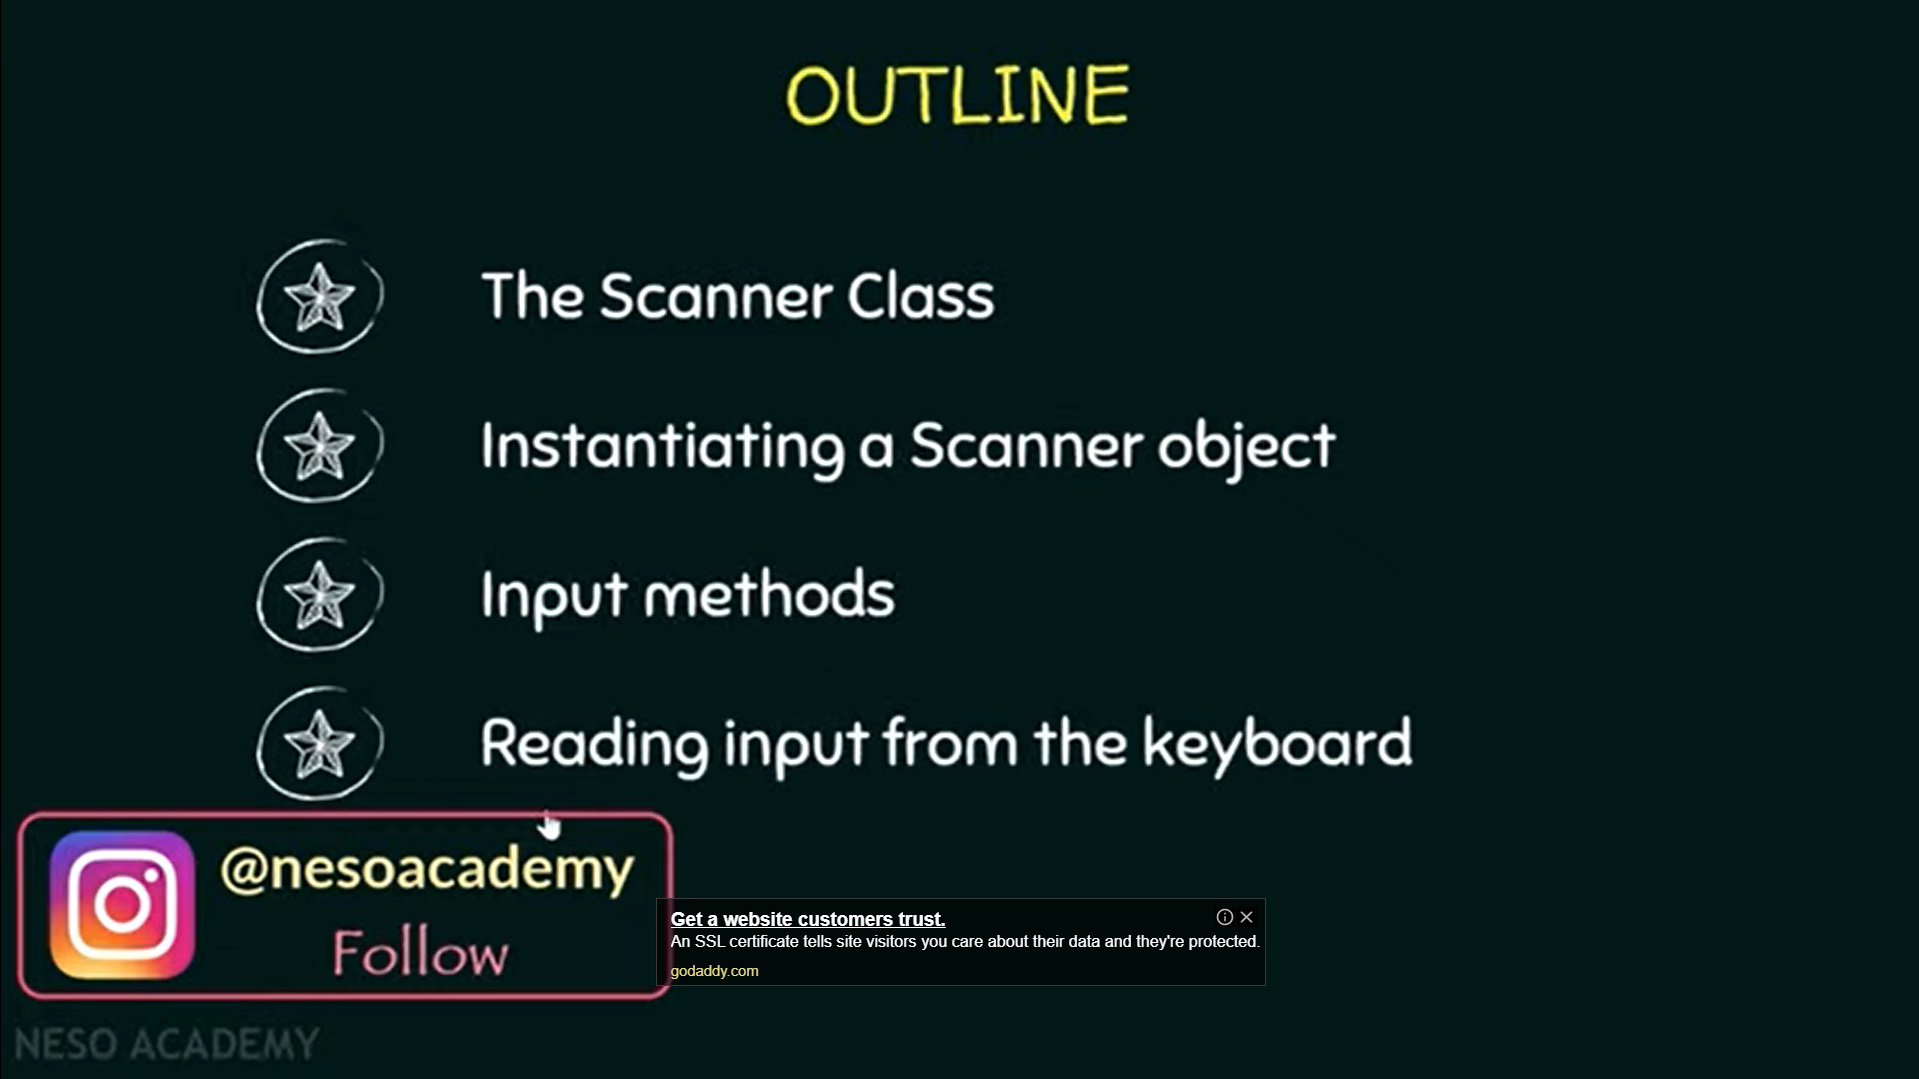 OUTLINE
The Scanner Class
Instantiating a Scanner object
Input methods
Reading input from the keyboard
@nesoacademy
Follow
Get a website customers trust.
An SSL certificate tells site visitors you care about their data and they're protected.
godaddy.com
NESO ACADEMY